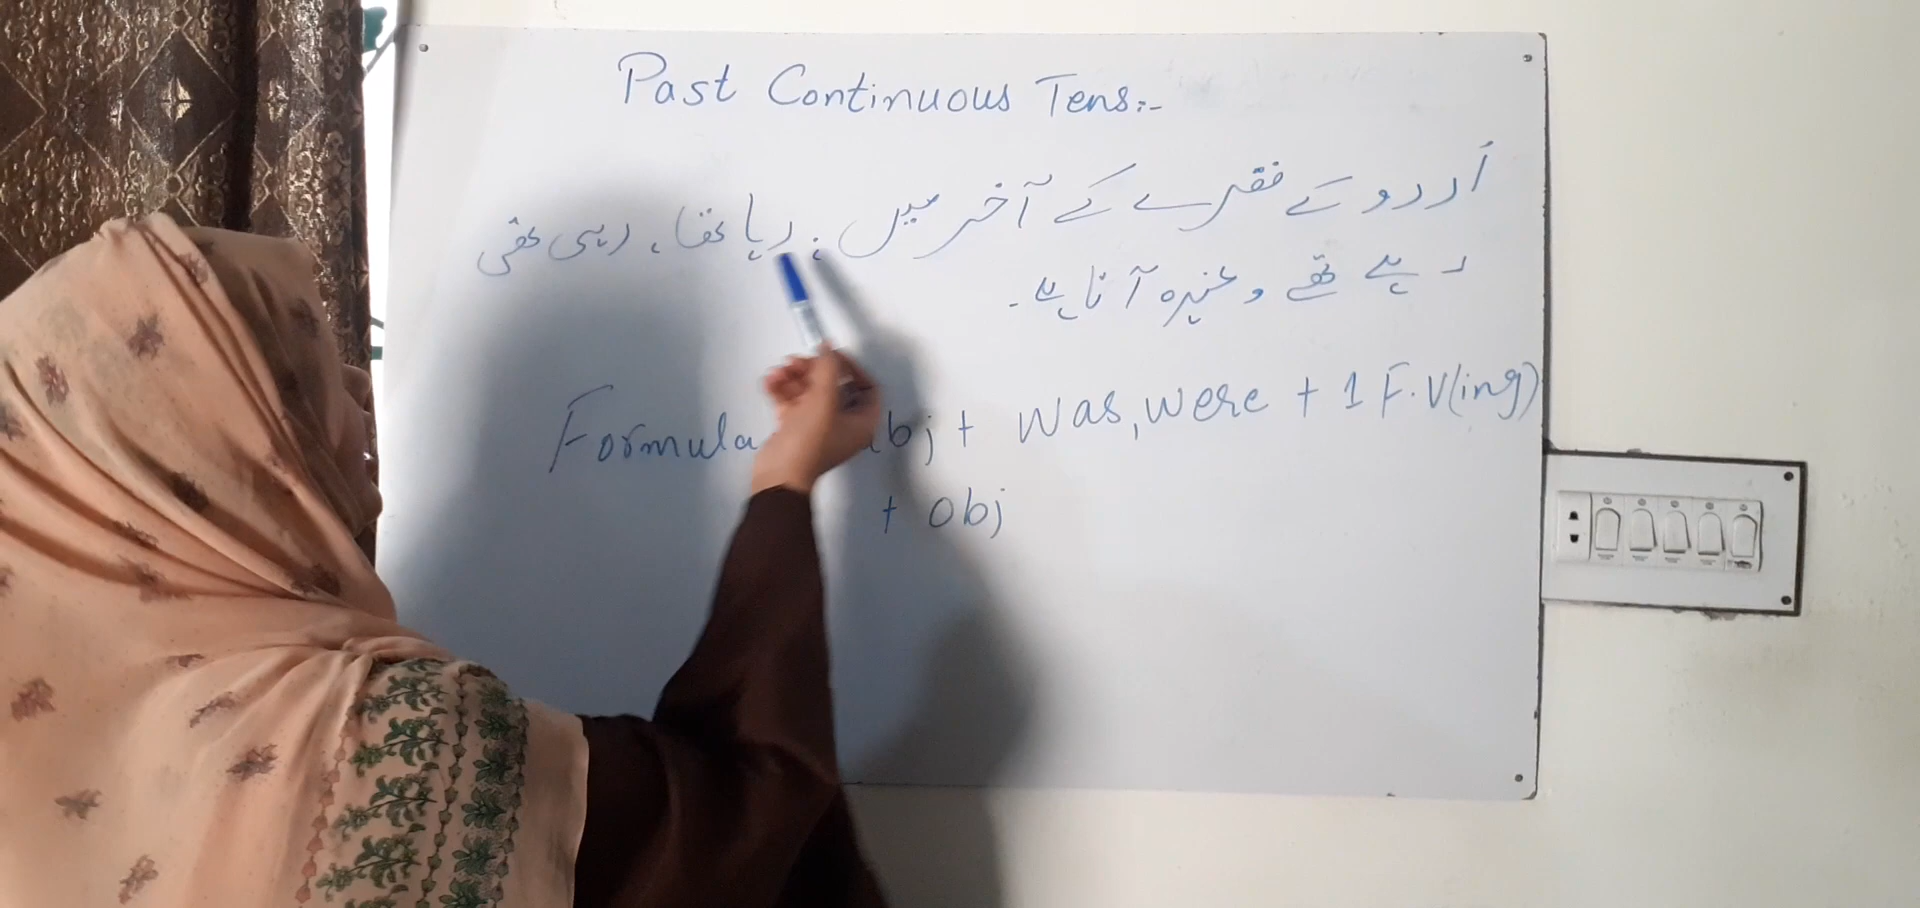 Past Continuous Tens:-
اُردو کے فقرے کے آخر میں: رہا تھا، رہی تھی
رہے تھے وغیرہ آتا ہے۔
Formula bj + was, were + 1 F.V(ing)
+ obj